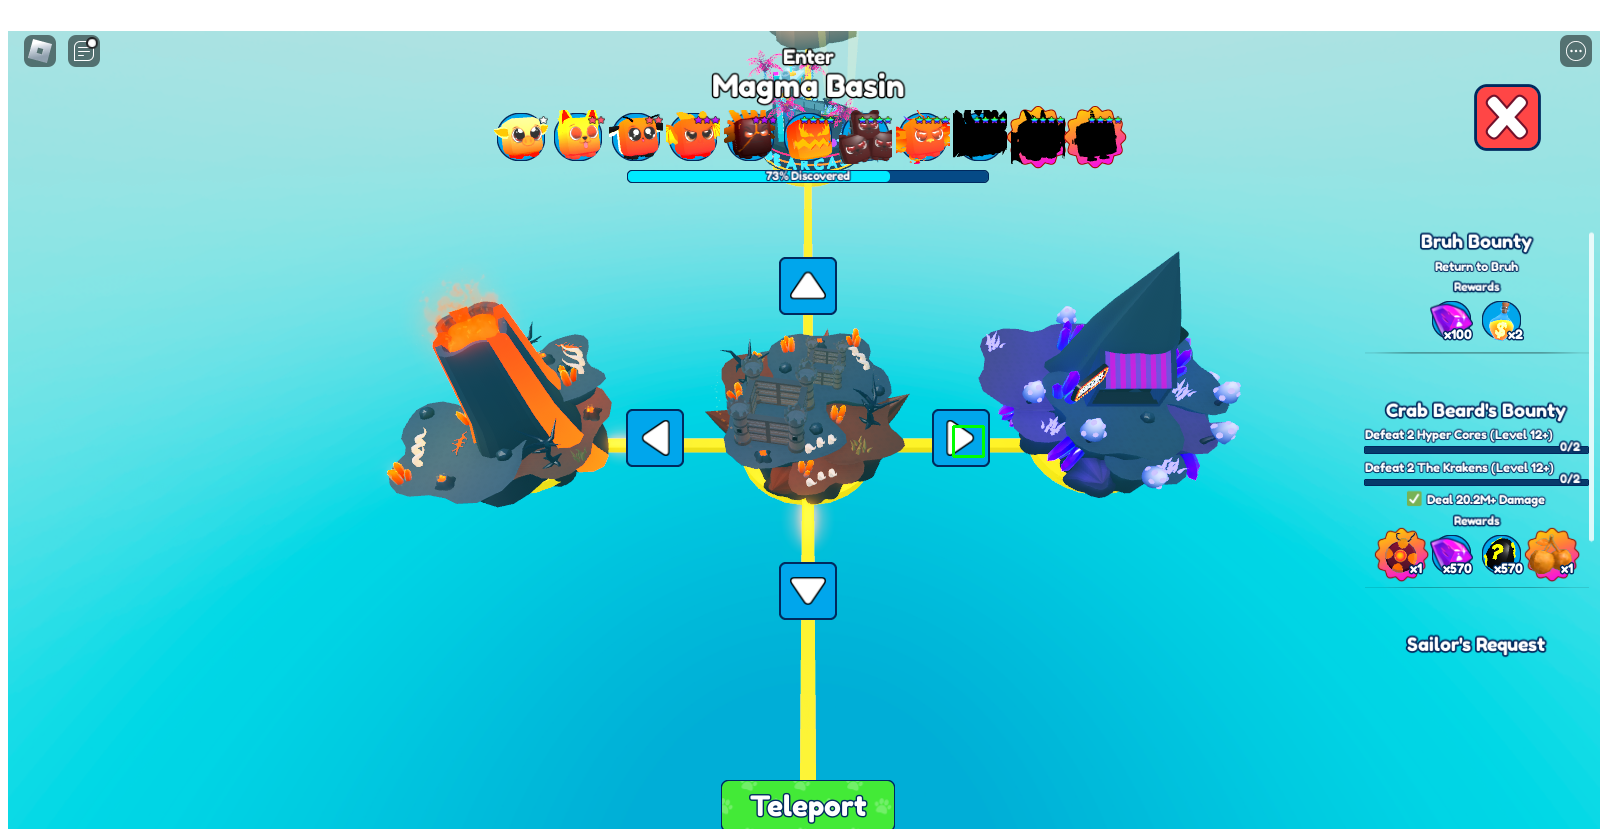 Enter
Magma Basin
73% Discovered
Bruh Bounty
Return to Bruh
Rewards
x100
x2
Crab Beard's Bounty
Defeat 2 Hyper Cores (Level 12+)
0/2
Defeat 2 The Krakens (Level 12+)
0/2
✅ Deal 20.2M+ Damage
Rewards
x1
x570
?
x570
x1
Sailor's Request
Teleport